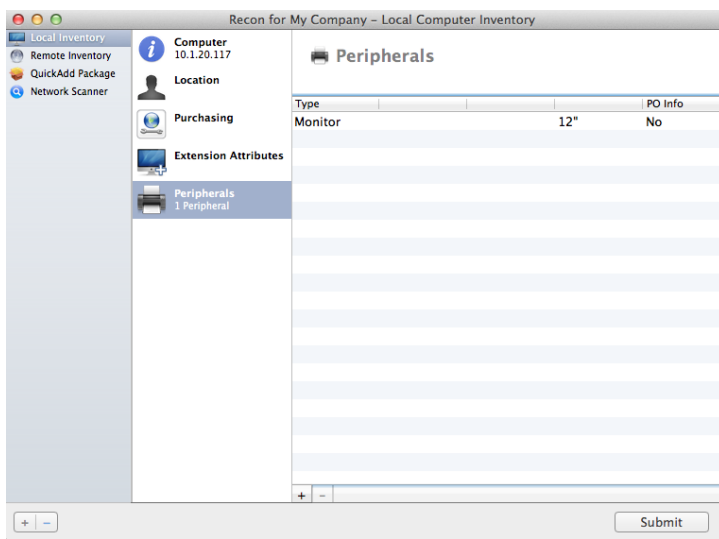 Recon for My Company – Local Computer Inventory
Local Inventory
Remote Inventory
QuickAdd Package
Network Scanner
Computer
10.1.20.117
Location
Purchasing
Extension Attributes
Peripherals
1 Peripheral
Peripherals
Type PO Info
Monitor 12" No
+ –
+ –
Submit